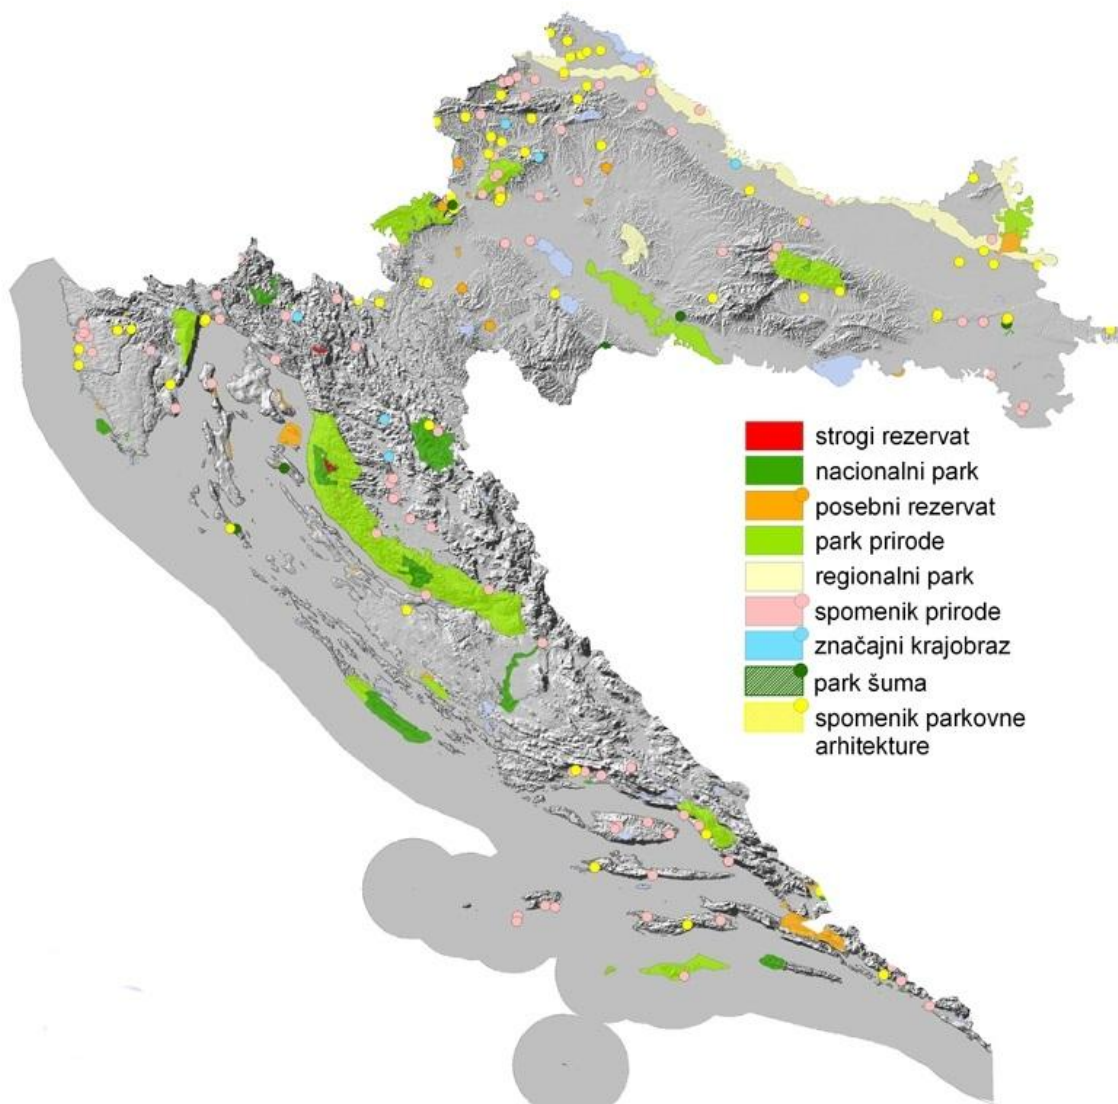 strogi rezervat
nacionalni park
posebni rezervat
park prirode
regionalni park
spomenik prirode
značajni krajobraz
park šuma
spomenik parkovne
arhitekture